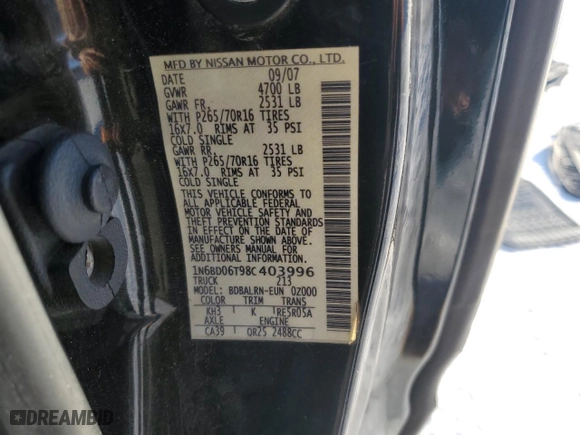 MFD BY NISSAN MOTOR CO., LTD.
DATE 09/07
GVWR 4700 LB
GAWR FR. 2531 LB
WITH P265/70R16 TIRES
16x7.0 RIMS AT 35 PSI
COLD SINGLE
GAWR RR. 2531 LB
WITH P265/70R16 TIRES
16x7.0 RIMS AT 35 PSI
COLD SINGLE
THIS VEHICLE CONFORMS TO
ALL APPLICABLE FEDERAL
MOTOR VEHICLE SAFETY AND
THEFT PREVENTION STANDARDS
IN EFFECT ON THE DATE OF
MANUFACTURE SHOWN ABOVE.
SEE OWNERS MANUAL FOR
ADDITIONAL INFORMATION
1N6BD06T98C403996
TRUCK 213
MODEL: BDBALRN-EUN 0Z000
COLOR TRIM TRANS
KH3 K RE5R05A
AXLE ENGINE
CA39 QR25 2488CC
DREAMBID